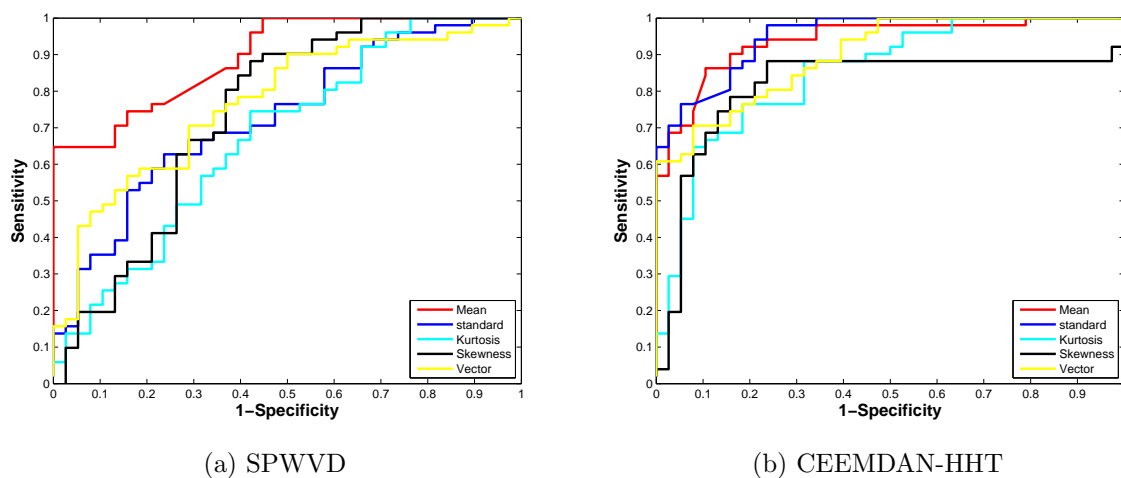 1
0.9
0.8
0.7
0.6
0.5
0.4
0.3
0.2
0.1
0
Sensitivity
0 0.1 0.2 0.3 0.4 0.5 0.6 0.7 0.8 0.9 1
1−Specificity
Mean
standard
Kurtosis
Skewness
Vector
(a) SPWVD
1
0.9
0.8
0.7
0.6
0.5
0.4
0.3
0.2
0.1
0
Sensitivity
0 0.1 0.2 0.3 0.4 0.5 0.6 0.7 0.8 0.9
1−Specificity
Mean
standard
Kurtosis
Skewness
Vector
(b) CEEMDAN-HHT